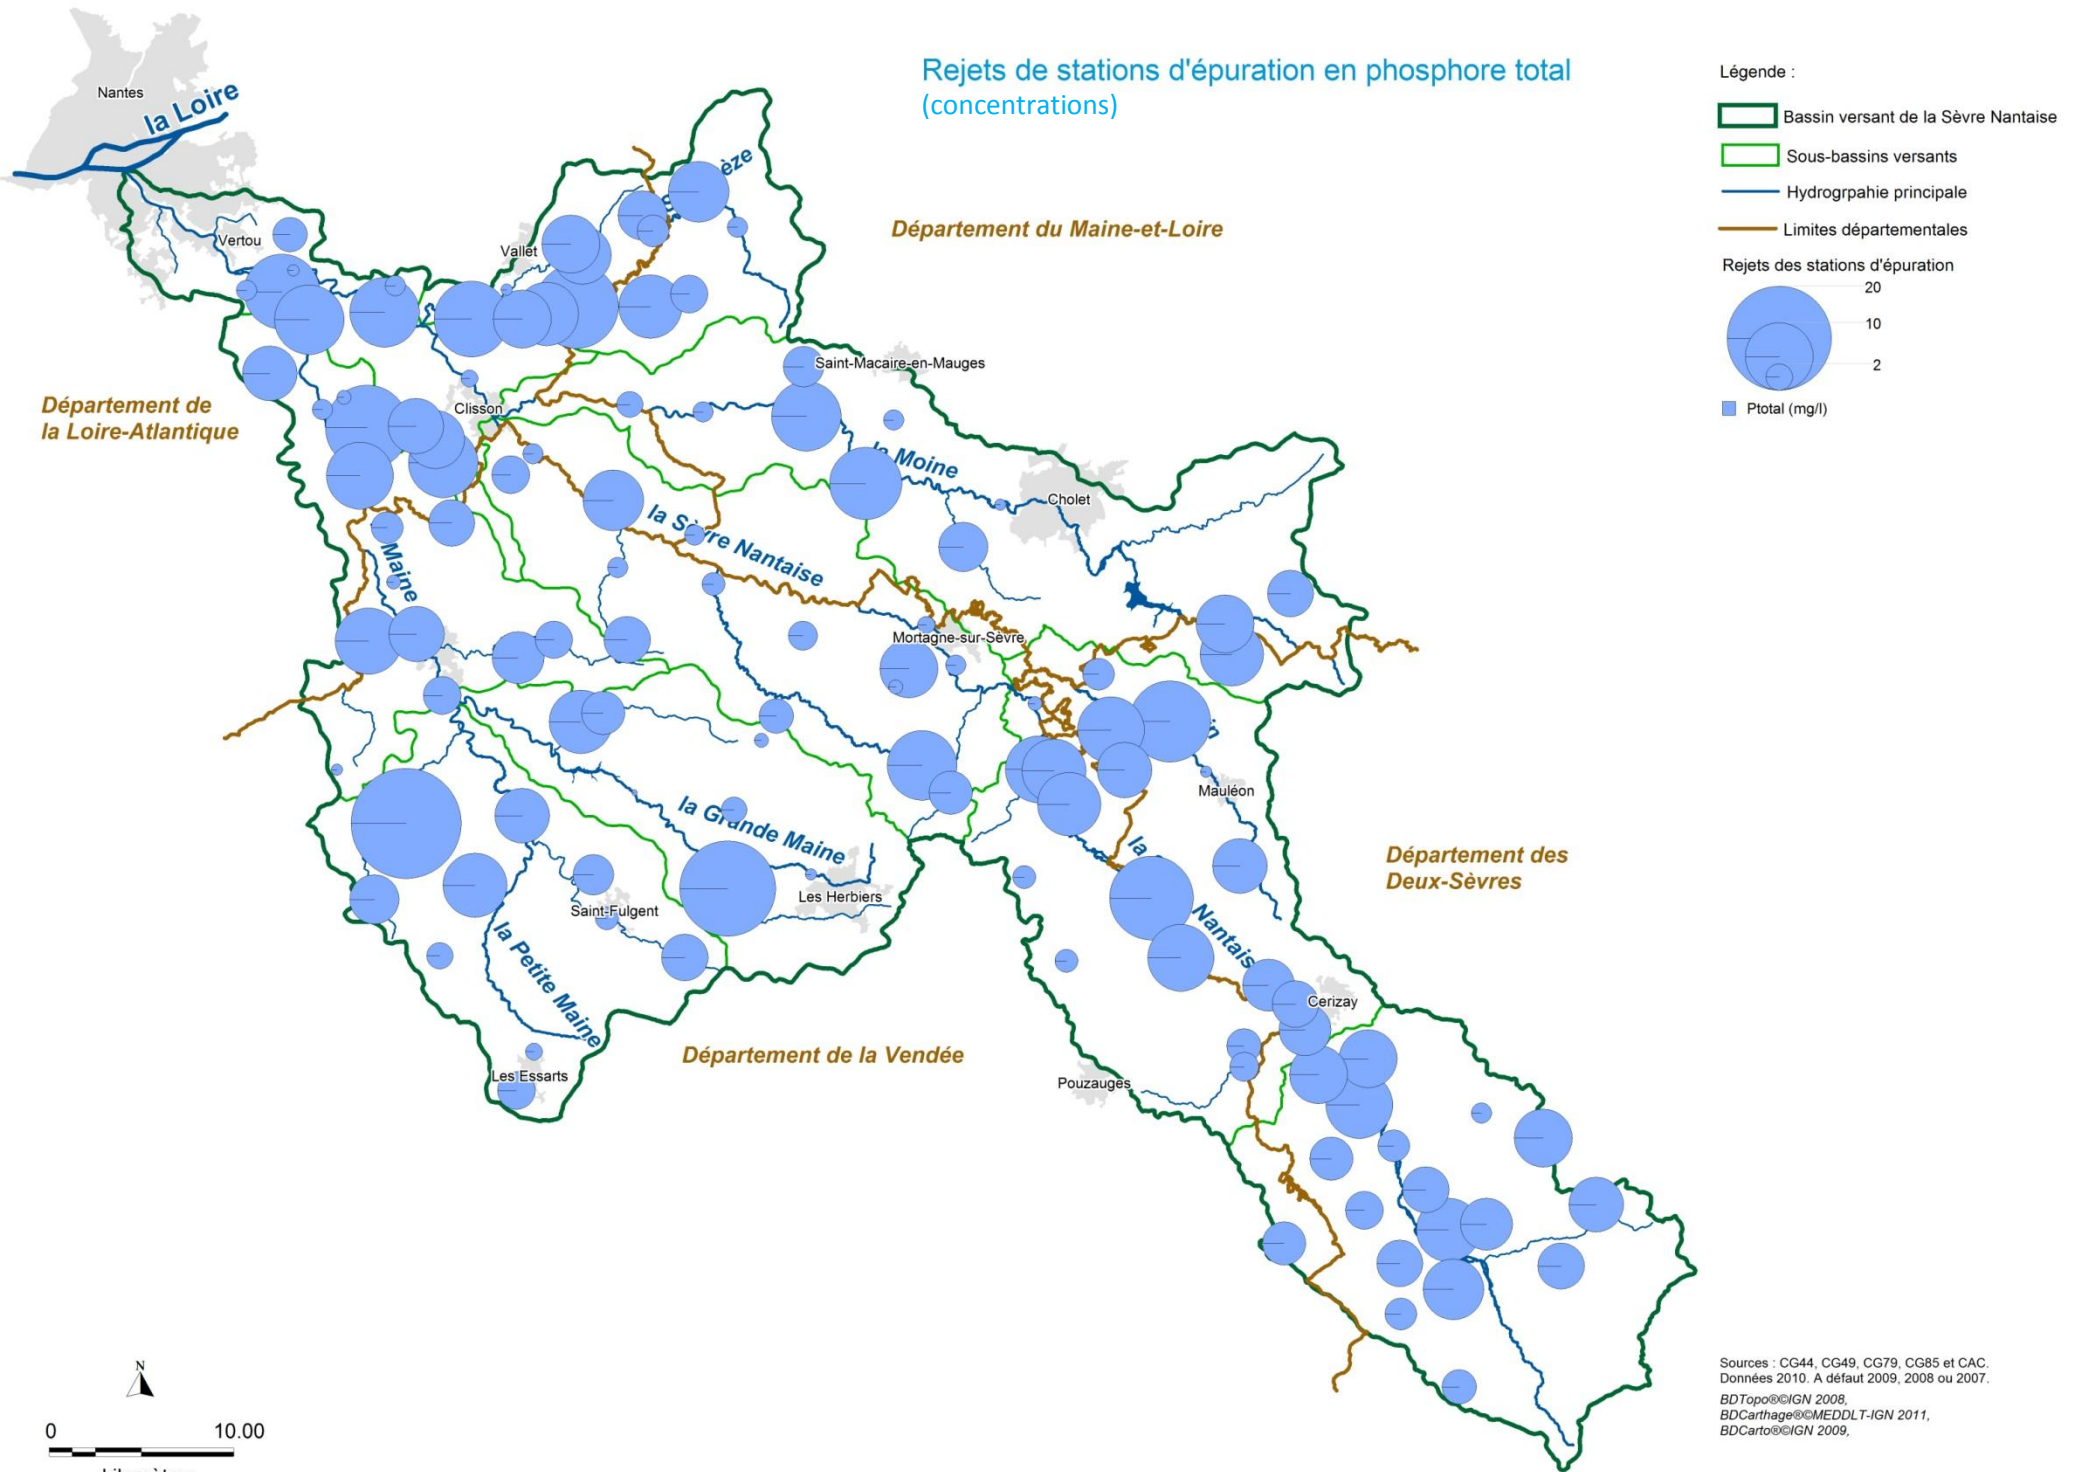 Rejets de stations d'épuration en phosphore total
(concentrations)
Légende :
Bassin versant de la Sèvre Nantaise
Sous-bassins versants
Hydrogrpahie principale
Limites départementales
Rejets des stations d'épuration
20
10
2
Ptotal (mg/l)
Nantes
la Loire
Vertou
Vallet
èze
Département du Maine-et-Loire
Saint-Macaire-en-Mauges
Département de
la Loire-Atlantique
Clisson
la Moine
Cholet
la Sèvre Nantaise
Maine
Mortagne-sur-Sèvre
Mauléon
la Grande Maine
Les Herbiers
Saint-Fulgent
la Petite Maine
Département des
Deux-Sèvres
la
Nantais
Cerizay
Les Essarts
Département de la Vendée
Pouzauges
N
0 10.00
Sources : CG44, CG49, CG79, CG85 et CAC.
Données 2010. A défaut 2009, 2008 ou 2007.
BDTopo®©IGN 2008,
BDCarthage®©MEDDLT-IGN 2011,
BDCarto®©IGN 2009,